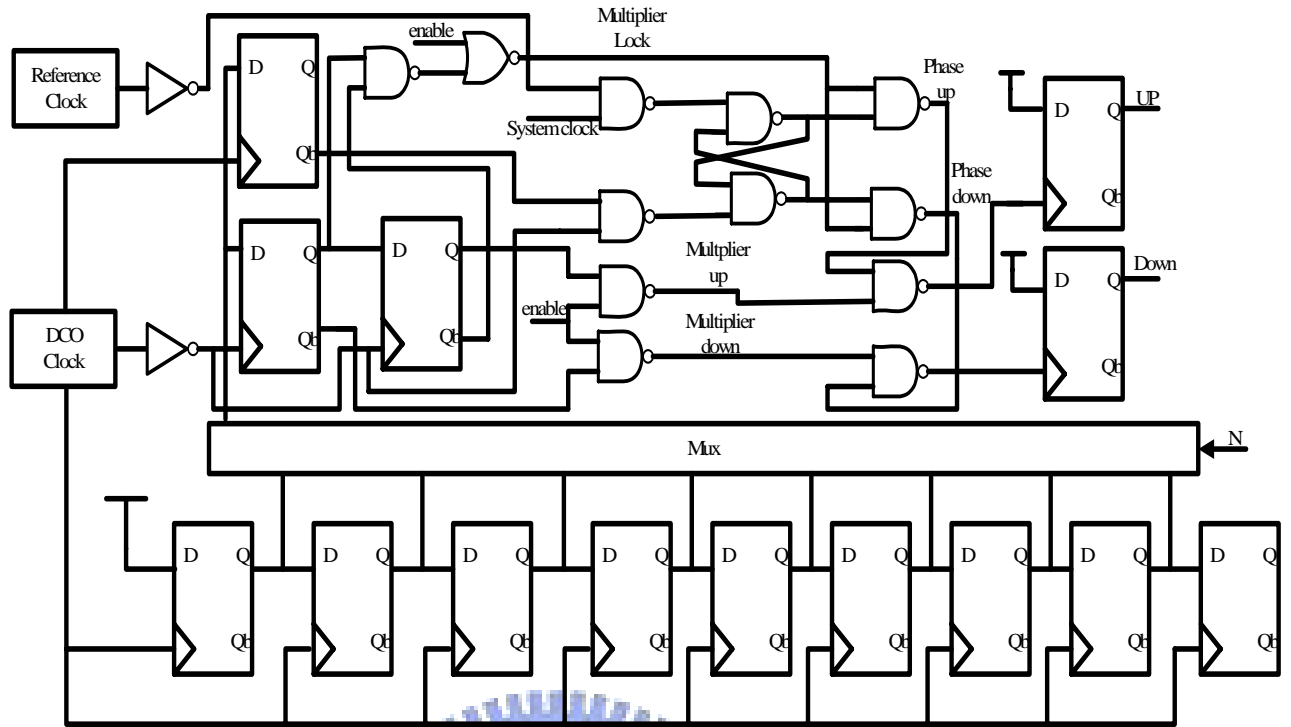 enable
Multiplier
Lock
Reference
Clock
D
Q
Qb
System clock
Phase
up
D
Q
UP
Qb
Phase
down
D
Q
Qb
D
Q
Qb
Multplier
up
enable
Multiplier
down
D
Q
Down
Qb
DCO
Clock
Mux
N
D
Q
Qb
D
Q
Qb
D
Q
Qb
D
Q
Qb
D
Q
Qb
D
Q
Qb
D
Q
Qb
D
Q
Qb
D
Q
Qb